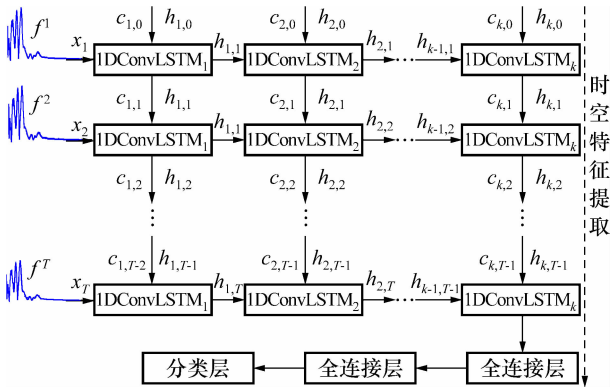 c1,0 h1,0 c2,0 h2,0 ck,0 hk,0
f1 x1 1DConvLSTM1 h1,1 1DConvLSTM2 h2,1 ··· hk-1,1 1DConvLSTMk
c1,1 h1,1 c2,1 h2,1 ck,1 hk,1
f2 x2 1DConvLSTM1 h1,1 1DConvLSTM2 h2,2 ··· hk-1,2 1DConvLSTMk
c1,2 h1,2 c2,2 h2,2 ck,2 hk,2
c1,T-2 h1,T-1 c2,T-1 h2,T-1 ck,T-1 hk,T-1
fT xT 1DConvLSTM1 h1,T 1DConvLSTM2 h2,T ··· hk-1,T-1 1DConvLSTMk
分类层 全连接层 全连接层
时空特征提取